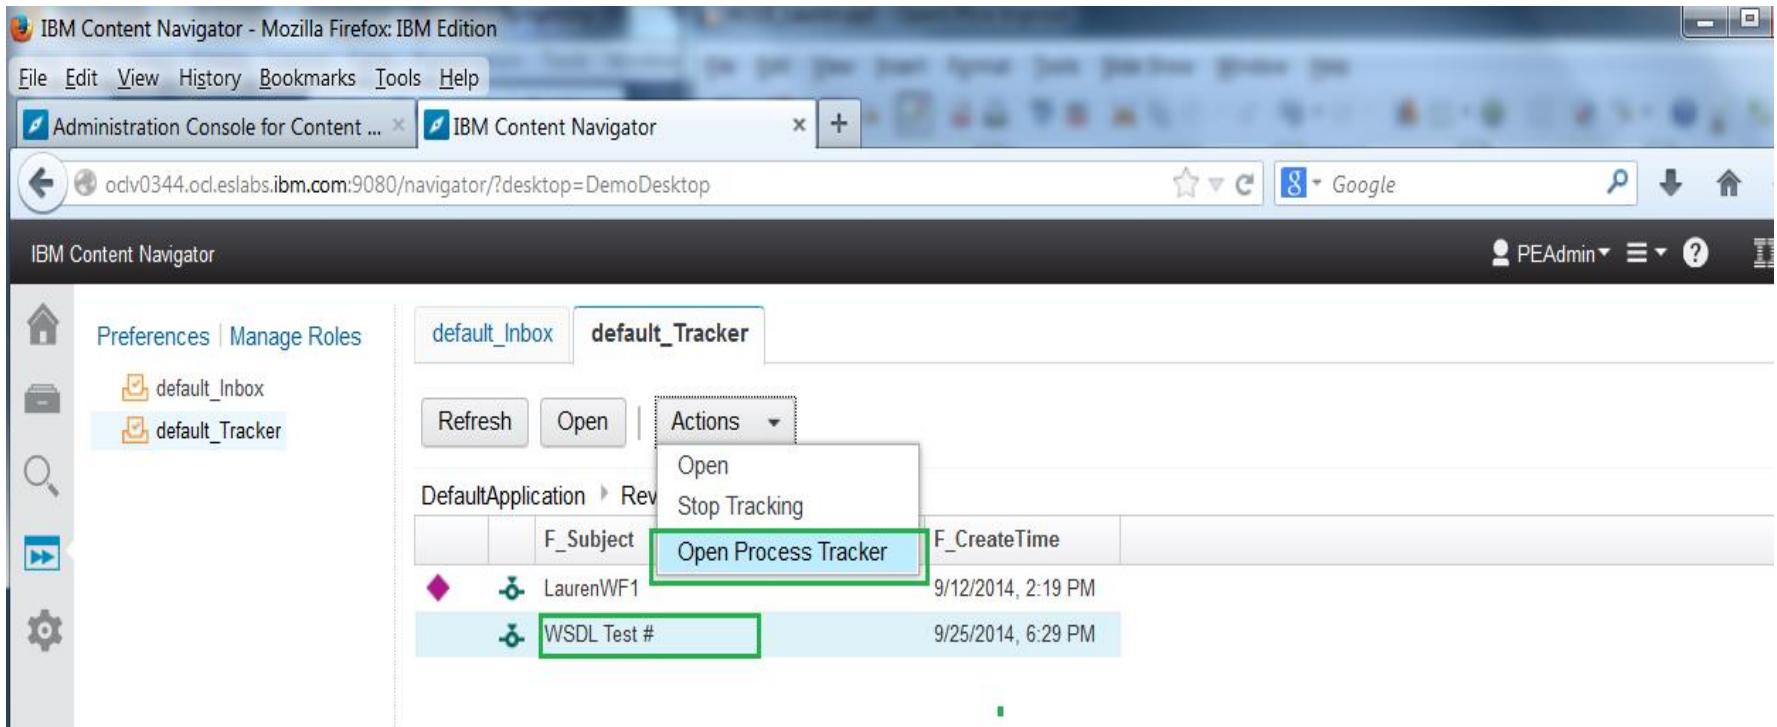 IBM Content Navigator - Mozilla Firefox: IBM Edition
File Edit View History Bookmarks Tools Help
Administration Console for Content ... ×
IBM Content Navigator × +
oclv0344.ocl.eslabs.ibm.com:9080/navigator/?desktop=DemoDesktop
8 Google
IBM Content Navigator
PEAdmin
?
Preferences | Manage Roles
default_Inbox
default_Tracker
default_Inbox
default_Tracker
Refresh Open | Actions
Open
Stop Tracking
Open Process Tracker
DefaultApplication Rev
F_Subject F_CreateTime
LaurenWF1 9/12/2014, 2:19 PM
WSDL Test # 9/25/2014, 6:29 PM